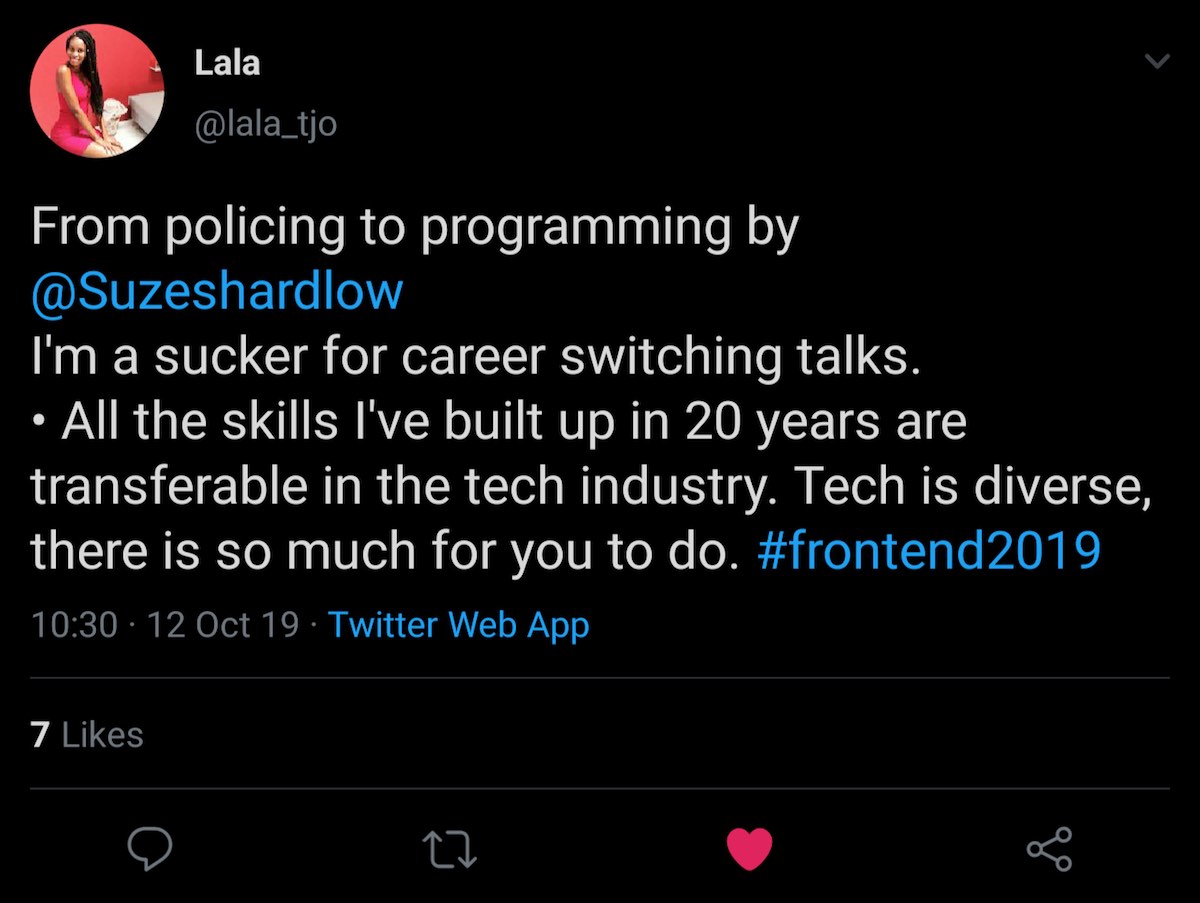 Lala
@lala_tjo
From policing to programming by
@Suzeshardlow
I'm a sucker for career switching talks.
• All the skills I've built up in 20 years are
transferable in the tech industry. Tech is diverse,
there is so much for you to do. #frontend2019
10:30 · 12 Oct 19 · Twitter Web App
7 Likes